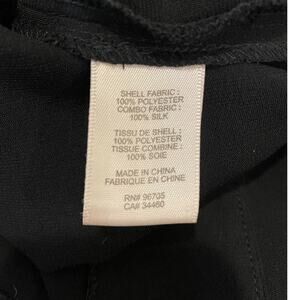 SHELL FABRIC :
100% POLYESTER
COMBO FABRIC :
100% SILK
TISSU DE SHELL :
100% POLYESTER
TISSUE COMBINE :
100% SOIE
MADE IN CHINA
FABRIQUE EN CHINE
RN# 96705
CA# 34460